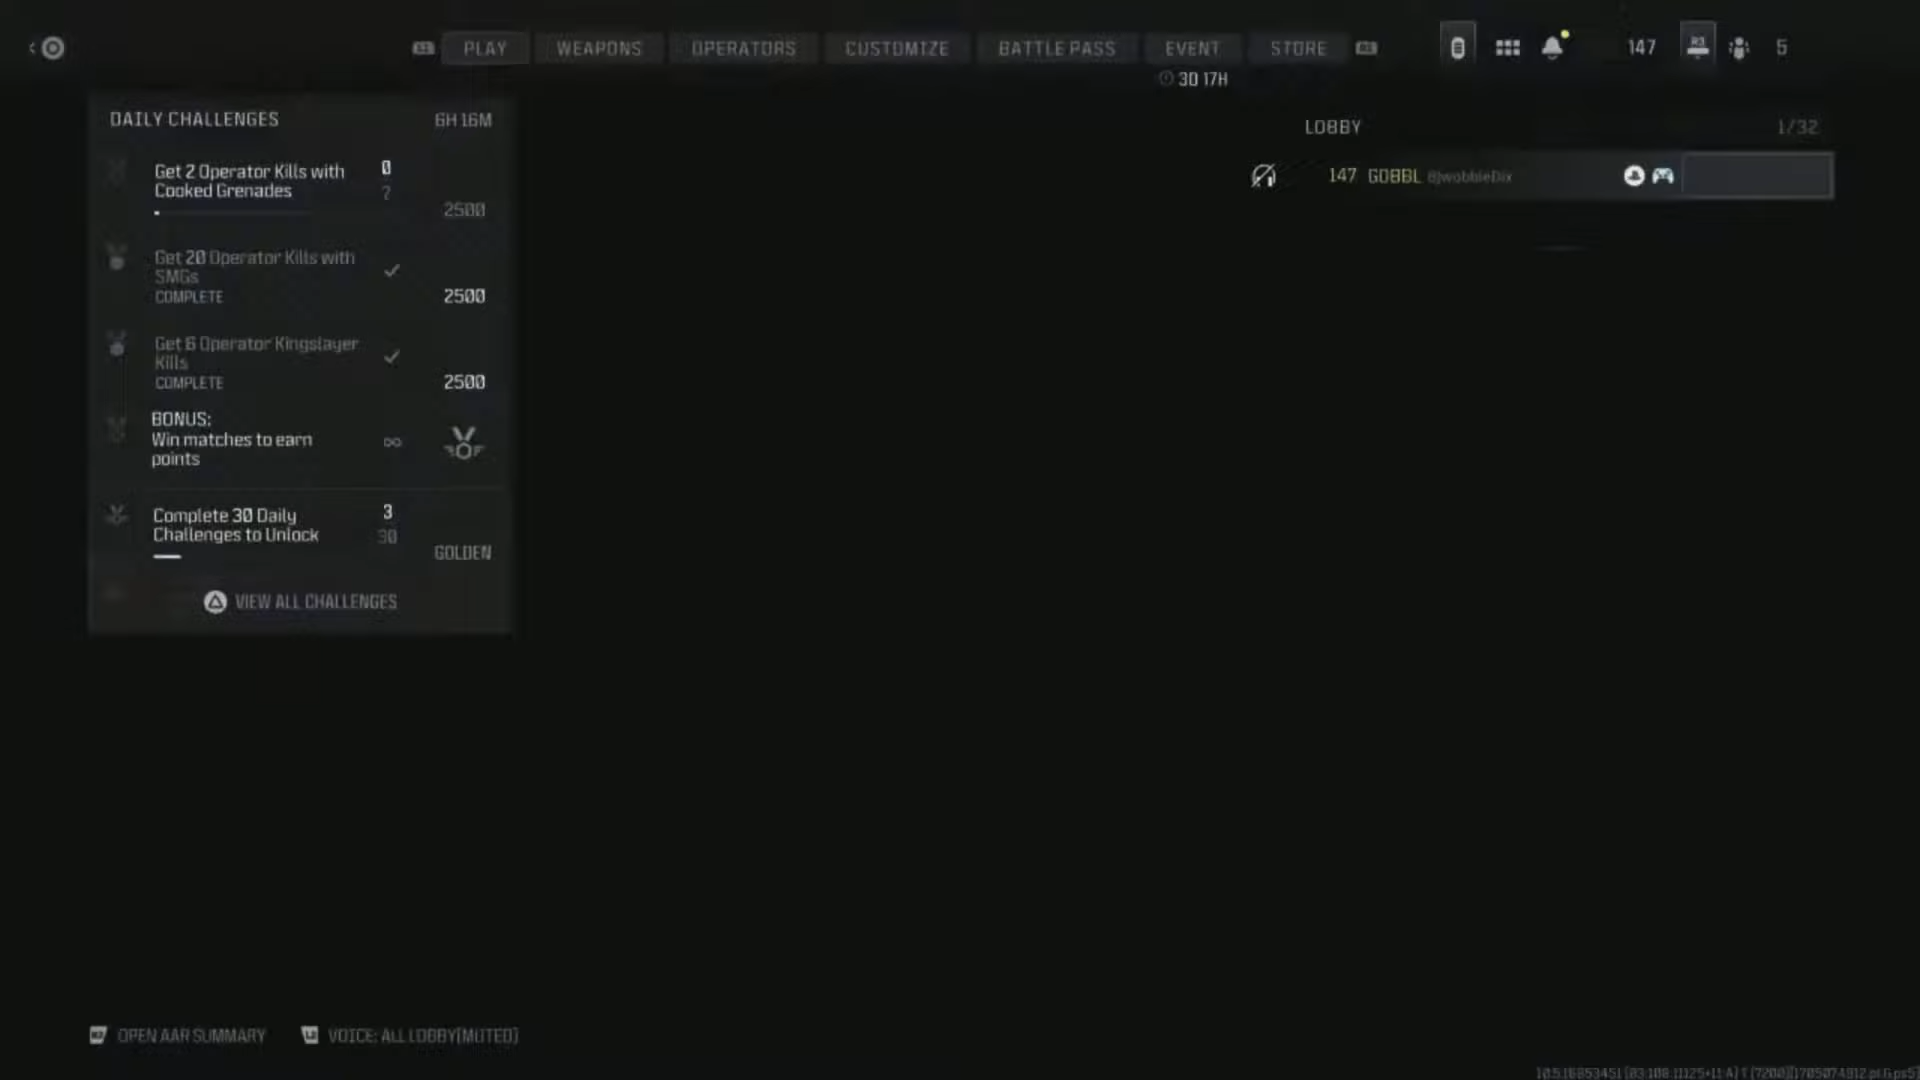 PLAY
WEAPONS
OPERATORS
CUSTOMIZE
BATTLE PASS
EVENT
STORE
147
R3
5
3D 17H
DAILY CHALLENGES
6H 16M
Get 2 Operator Kills with
Cooked Grenades
0
2500
Get 20 Operator Kills with
SMGs
COMPLETE
2500
Get 6 Operator Kingslayer
Kills
COMPLETE
2500
BONUS:
Win matches to earn
points
∞
Complete 30 Daily
Challenges to Unlock
3
30
GOLDEN
VIEW ALL CHALLENGES
LOBBY
1/32
147 GOBBL
OPEN AAR SUMMARY
VOICE: ALL LOBBY(MUTED)